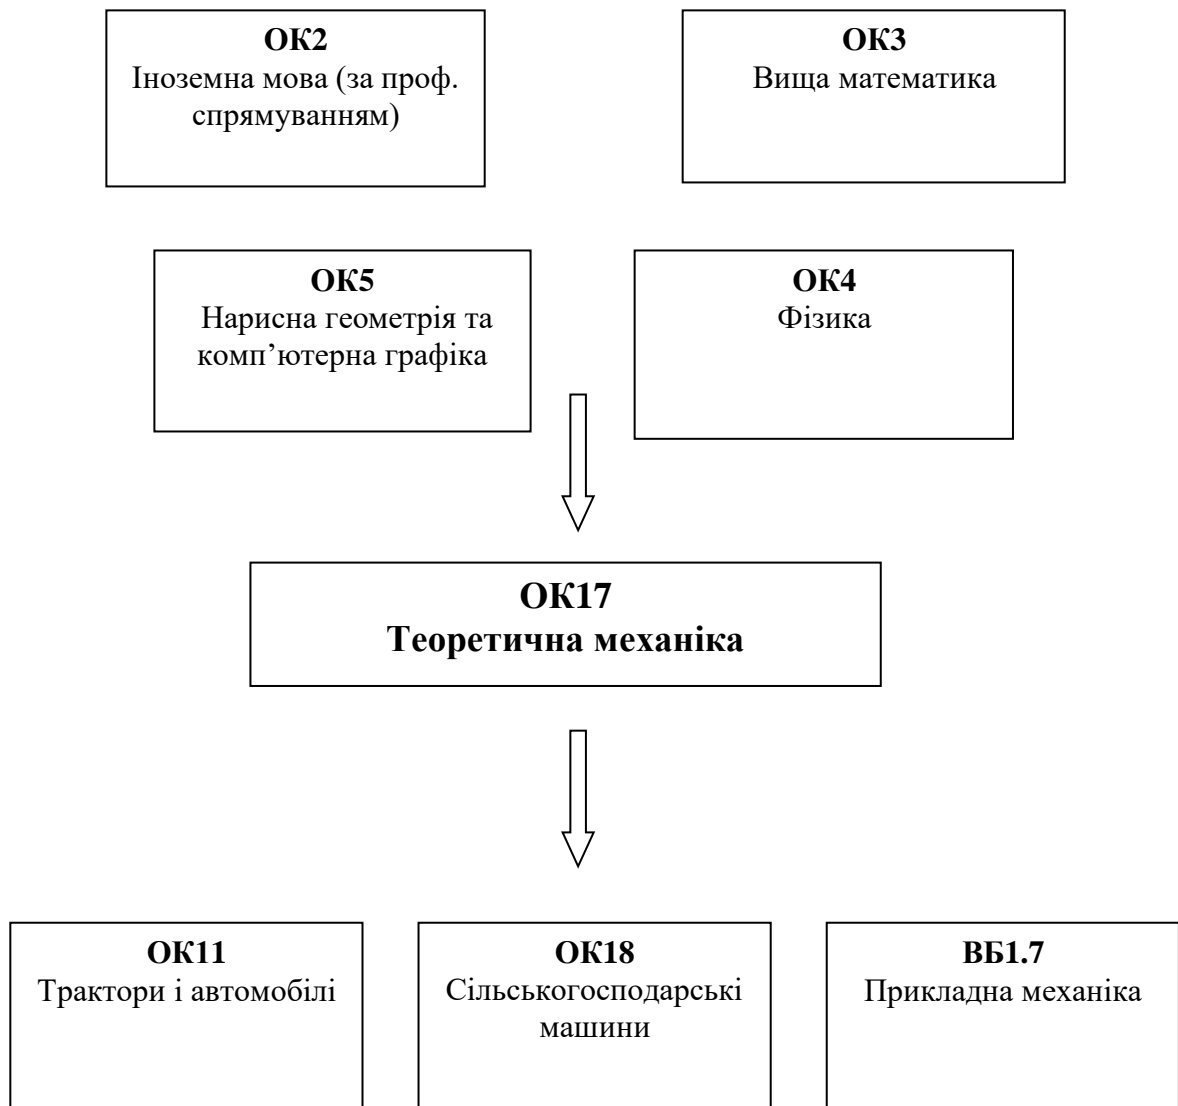 ОК2
Іноземна мова (за проф.
спрямуванням)
ОК3
Вища математика
ОК5
Нарисна геометрія та
комп’ютерна графіка
ОК4
Фізика
ОК17
Теоретична механіка
ОК11
Трактори і автомобілі
ОК18
Сільськогосподарські
машини
ВБ1.7
Прикладна механіка